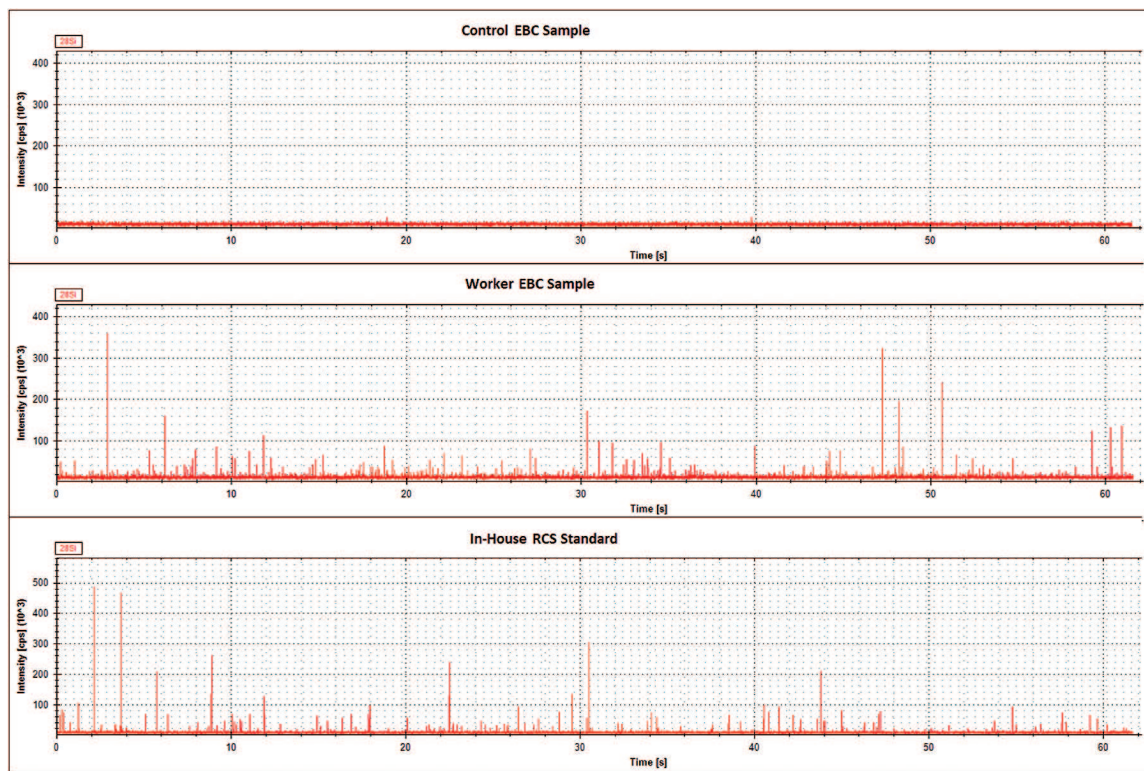 Control EBC Sample
28Si
Intensity [cps] (10^3)
400
300
200
100
0 10 20 30 40 50 60
Time [s]
Worker EBC Sample
28Si
Intensity [cps] (10^3)
400
300
200
100
0 10 20 30 40 50 60
Time [s]
In-House RCS Standard
28Si
Intensity [cps] (10^3)
500
400
300
200
100
0 10 20 30 40 50 60
Time [s]